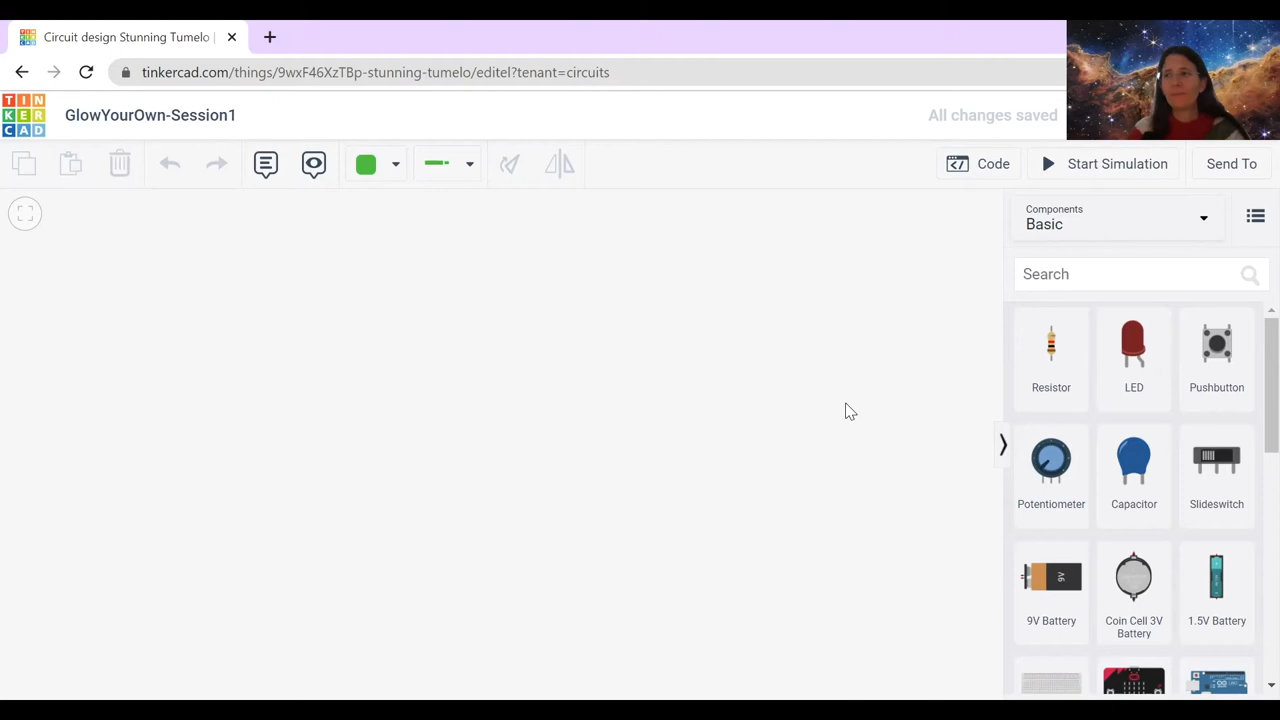 Circuit design Stunning Tumelo |
tinkercad.com/things/9wxF46XzTBp-stunning-tumelo/editel?tenant=circuits
TIN
KER
CAD
GlowYourOwn-Session1
All changes saved
Code
Start Simulation
Send To
Components
Basic
Search
Resistor
LED
Pushbutton
Potentiometer
Capacitor
Slideswitch
9V
9V Battery
Coin Cell 3V
Battery
1.5V Battery